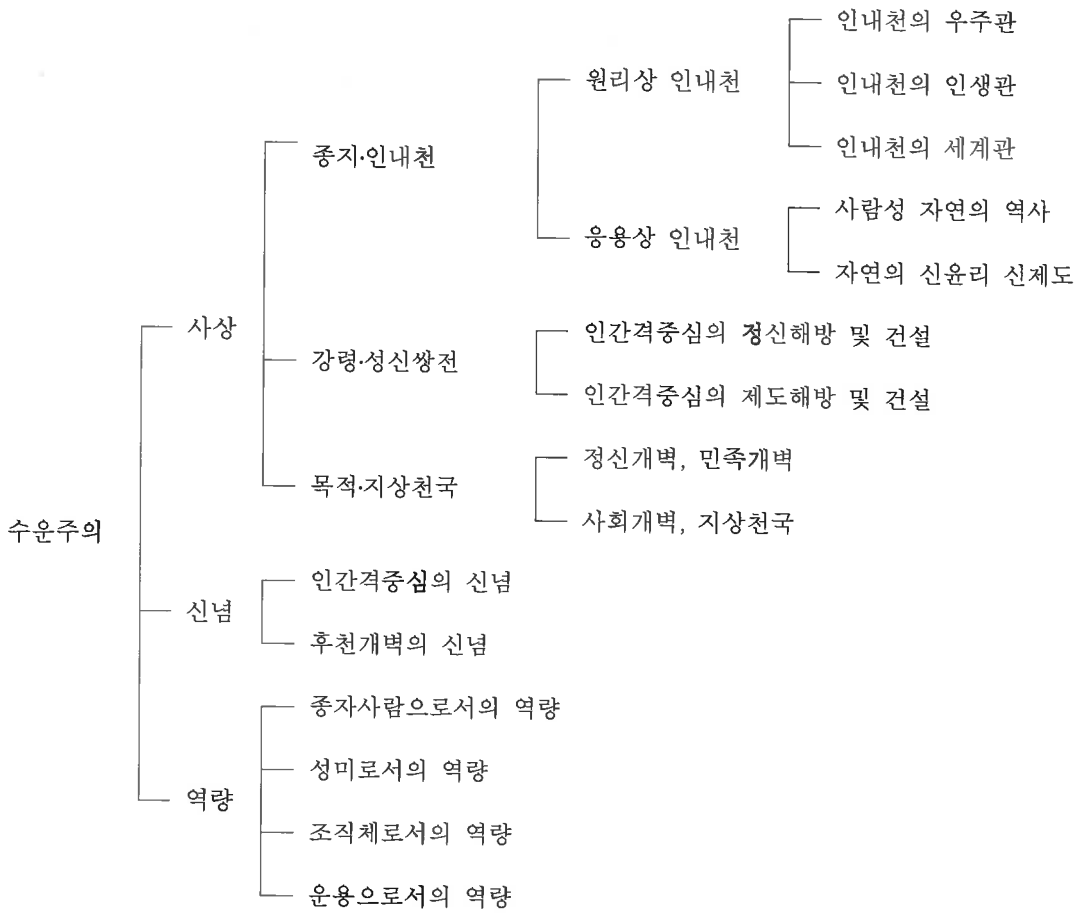 인내천의 우주관
원리상 인내천
인내천의 인생관
종지·인내천
인내천의 세계관
사람성 자연의 역사
응용상 인내천
자연의 신윤리 신제도
사상
인간격중심의 정신해방 및 건설
강령·성신쌍전
인간격중심의 제도해방 및 건설
정신개벽, 민족개벽
목적·지상천국
사회개벽, 지상천국
수운주의
인간격중심의 신념
신념
후천개벽의 신념
종자사람으로서의 역량
성미로서의 역량
역량
조직체로서의 역량
운용으로서의 역량